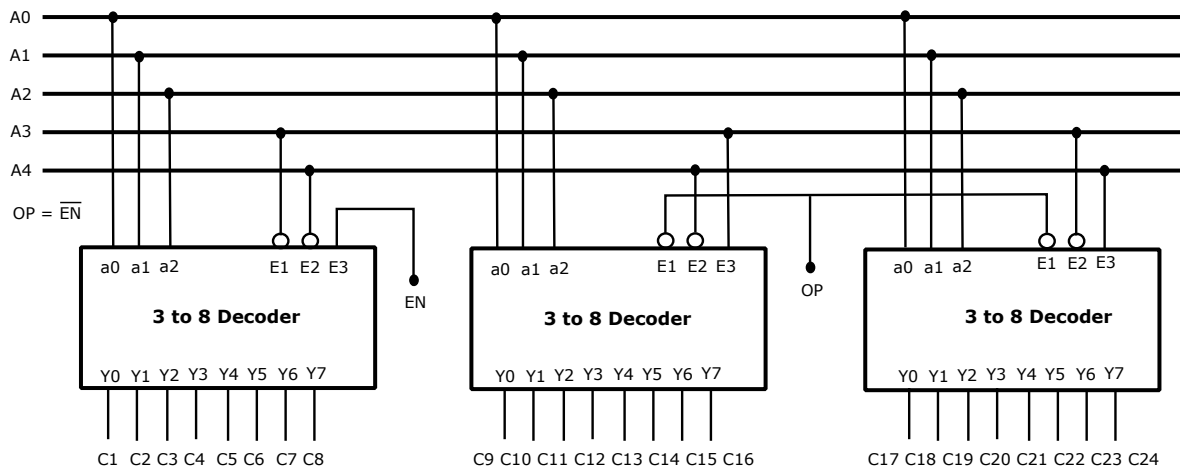 A0
A1
A2
A3
A4
OP = \overline{EN}
a0 a1 a2 E1 E2 E3
3 to 8 Decoder
Y0 Y1 Y2 Y3 Y4 Y5 Y6 Y7
C1 C2 C3 C4 C5 C6 C7 C8
EN
a0 a1 a2 E1 E2 E3
3 to 8 Decoder
Y0 Y1 Y2 Y3 Y4 Y5 Y6 Y7
C9 C10 C11 C12 C13 C14 C15 C16
OP
a0 a1 a2 E1 E2 E3
3 to 8 Decoder
Y0 Y1 Y2 Y3 Y4 Y5 Y6 Y7
C17 C18 C19 C20 C21 C22 C23 C24